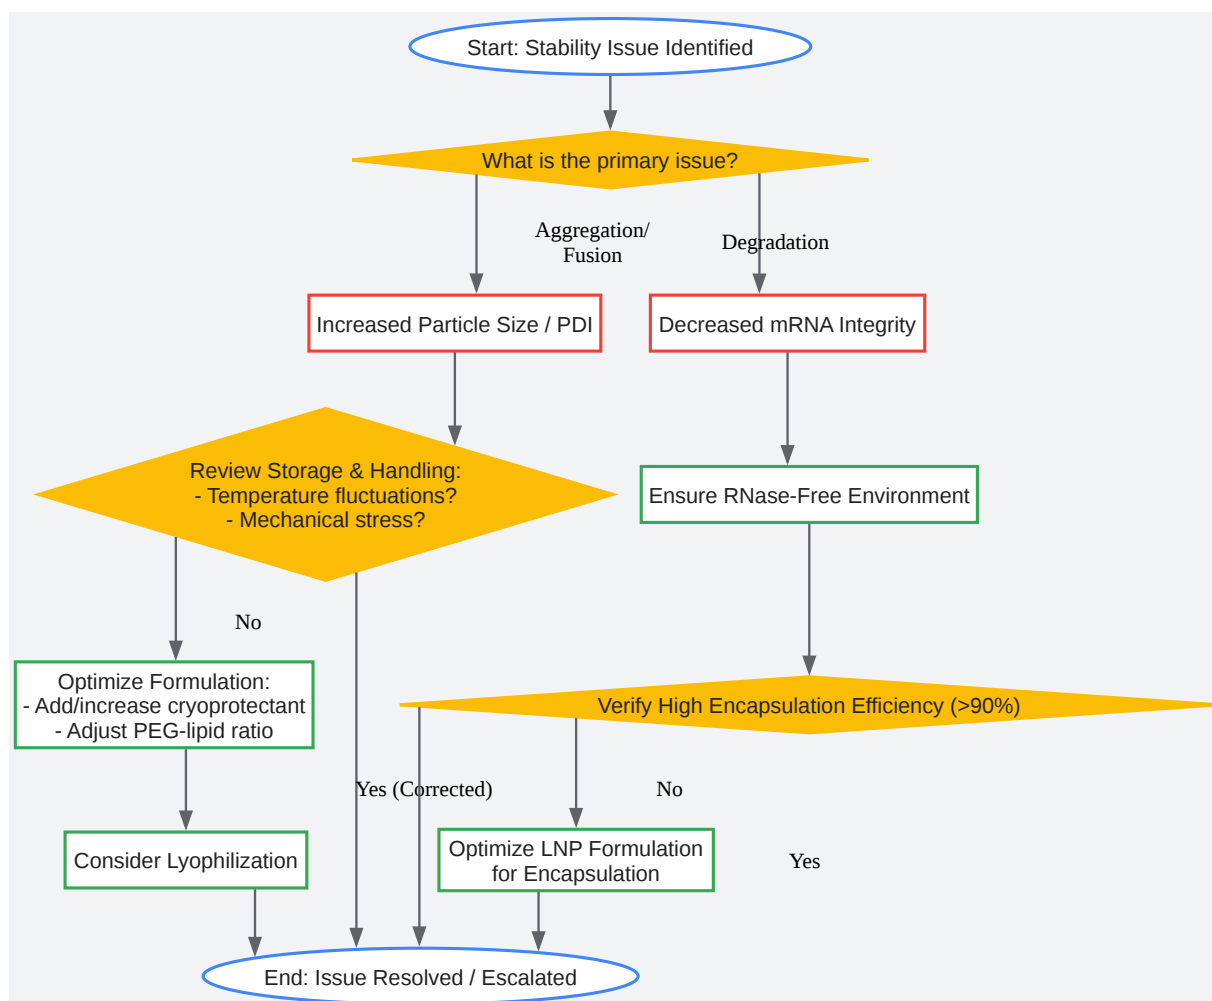 Start: Stability Issue Identified
What is the primary issue?
Aggregation/
Fusion
Degradation
Increased Particle Size / PDI
Decreased mRNA Integrity
Review Storage & Handling:
- Temperature fluctuations?
- Mechanical stress?
Ensure RNase-Free Environment
No
Optimize Formulation:
- Add/increase cryoprotectant
- Adjust PEG-lipid ratio
Verify High Encapsulation Efficiency (>90%)
Yes (Corrected)
No
Consider Lyophilization
Optimize LNP Formulation
for Encapsulation
Yes
End: Issue Resolved / Escalated